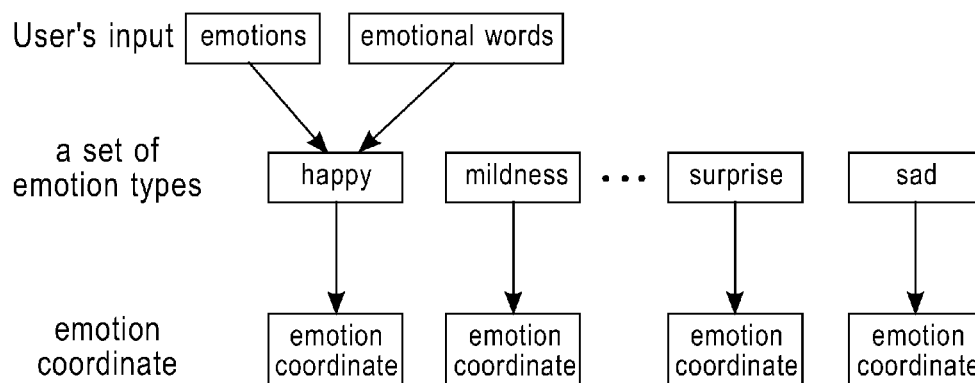 User's input emotions emotional words
a set of
emotion types
happy mildness ... surprise sad
emotion
coordinate
emotion emotion emotion emotion
coordinate coordinate coordinate coordinate